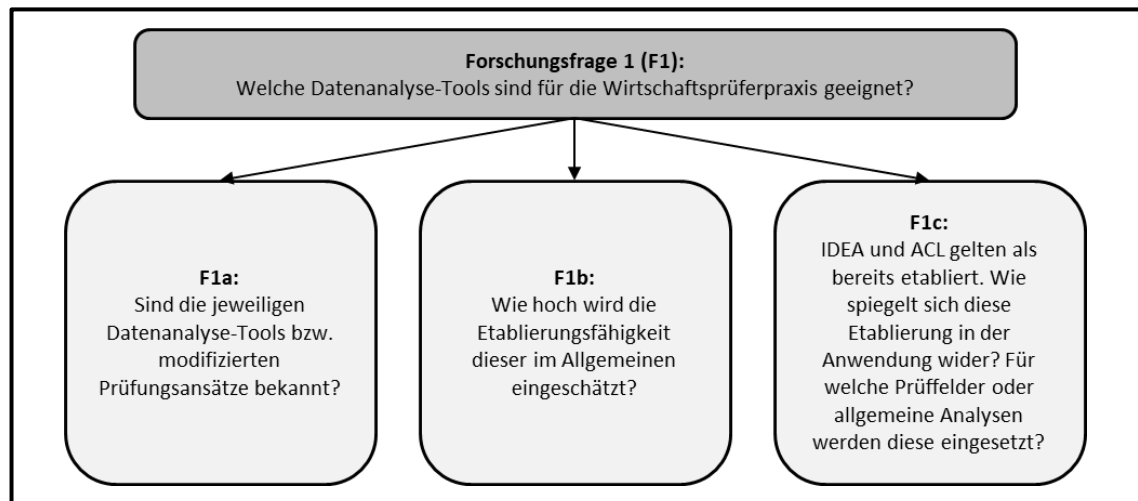 Forschungsfrage 1 (F1):
Welche Datenanalyse-Tools sind für die Wirtschaftsprüferpraxis geeignet?
F1a:
Sind die jeweiligen
Datenanalyse-Tools bzw.
modifizierten
Prüfungsansätze bekannt?
F1b:
Wie hoch wird die
Etablierungsfähigkeit
dieser im Allgemeinen
eingeschätzt?
F1c:
IDEA und ACL gelten als
bereits etabliert. Wie
spiegelt sich diese
Etablierung in der
Anwendung wider? Für
welche Prüffelder oder
allgemeine Analysen
werden diese eingesetzt?